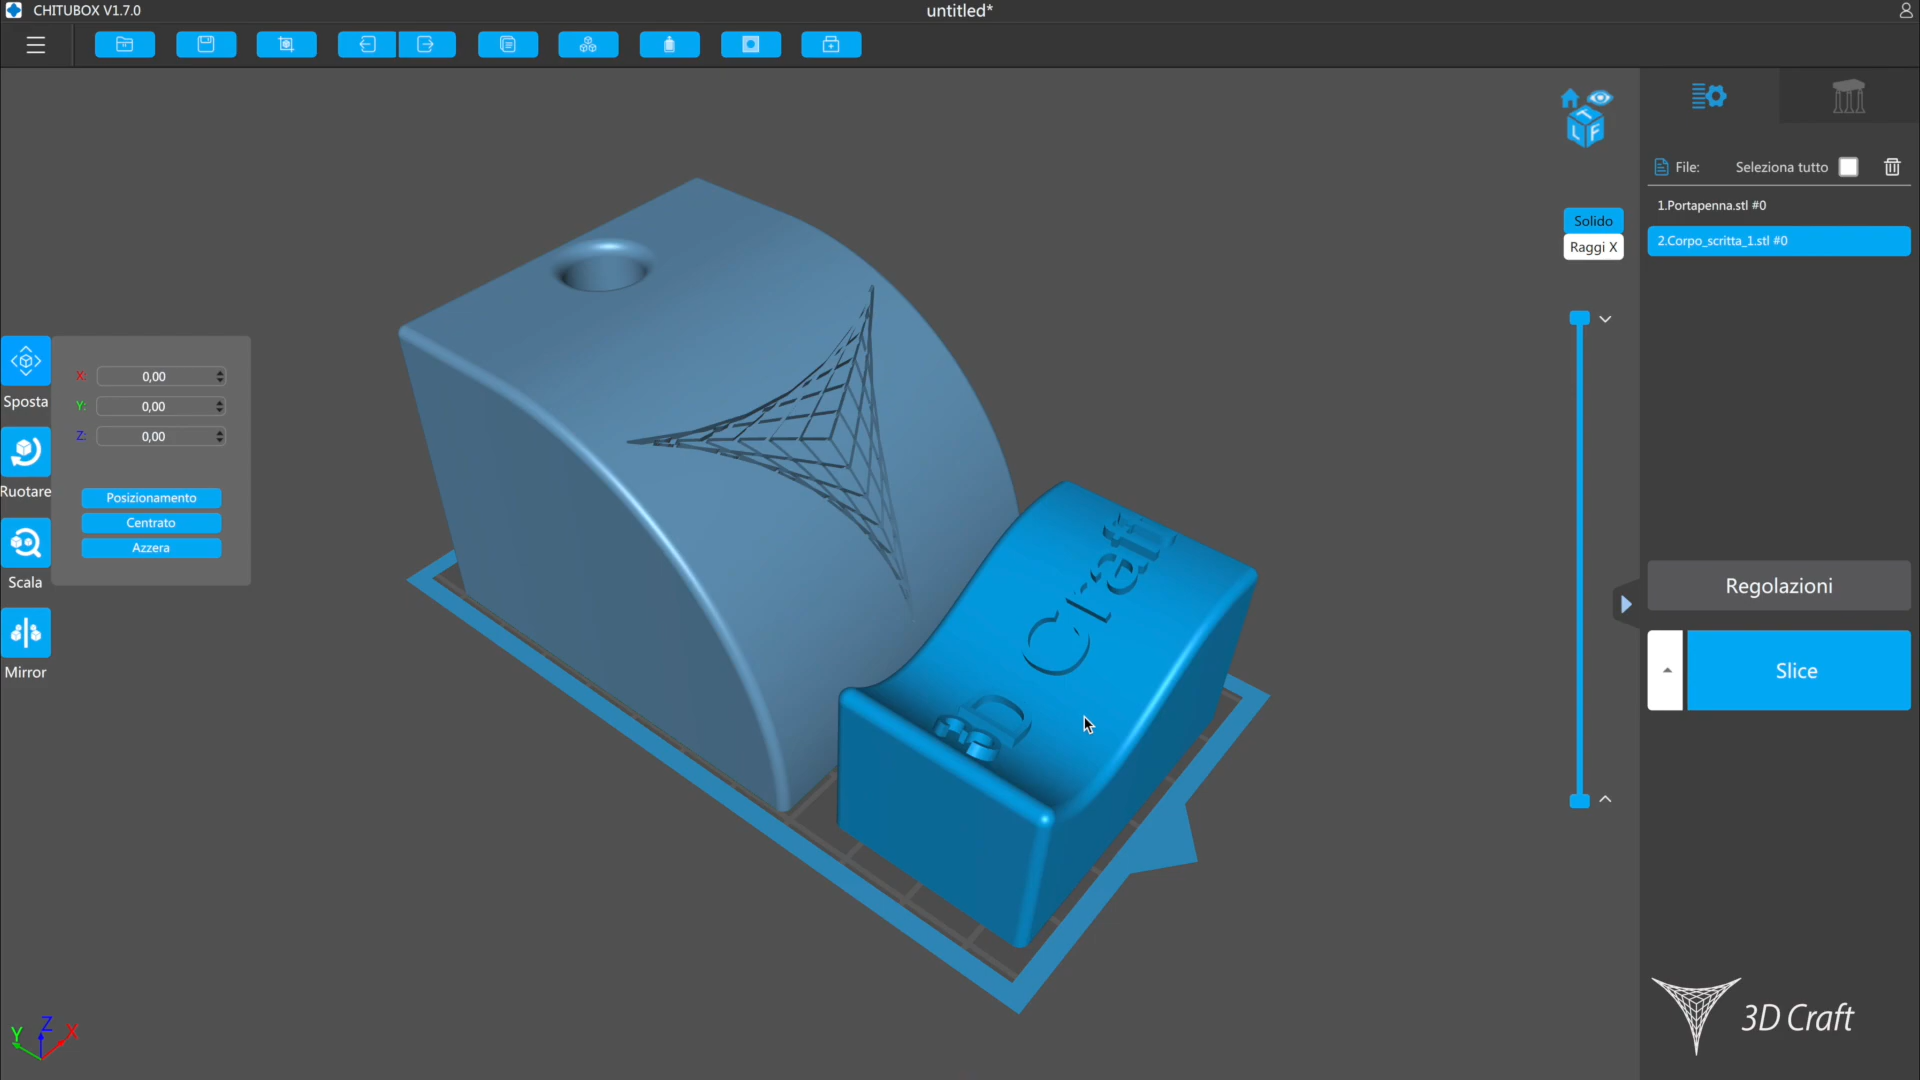 CHITUBOX V1.7.0
untitled*
File:
Seleziona tutto
1.Portapenna.stl #0
2.Corpo_scritta_1.stl #0
Solido
Raggi X
T
L F
Sposta
X: 0,00
Y: 0,00
Z: 0,00
Posizionamento
Centrato
Azzera
Ruotare
Scala
Mirror
3D Craft
Regolazioni
Slice
Y Z X
3D Craft